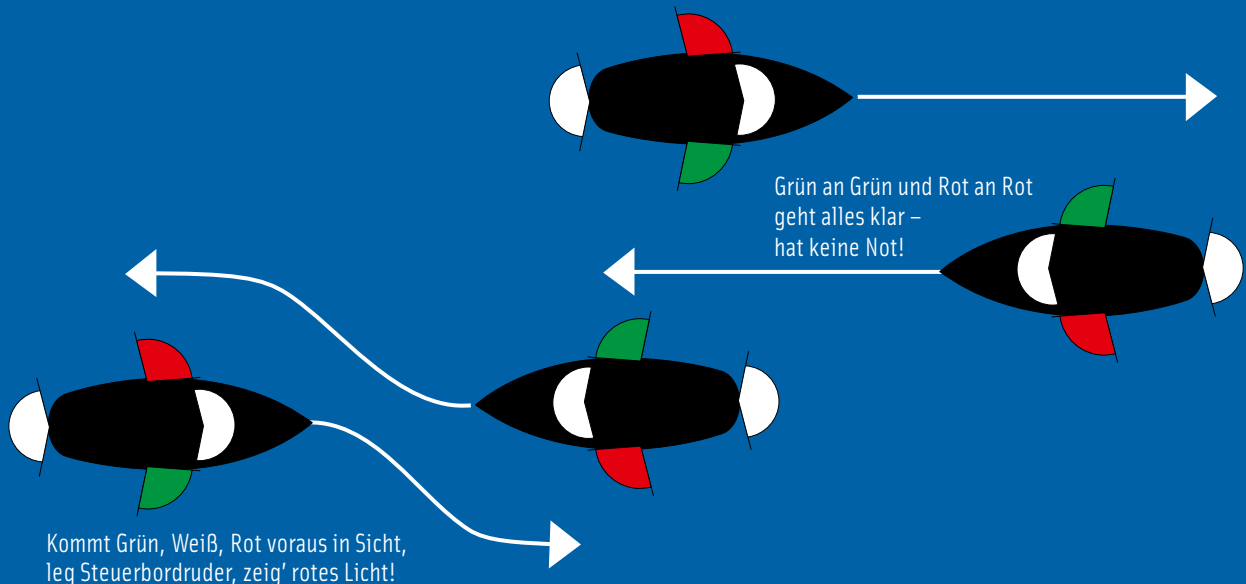 Grün an Grün und Rot an Rot
geht alles klar –
hat keine Not!
Kommt Grün, Weiß, Rot voraus in Sicht,
leg Steuerbordruder, zeig’ rotes Licht!